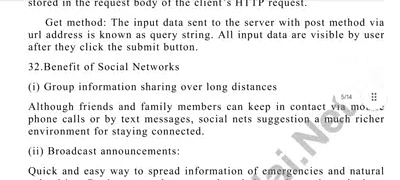 stored in the request body of the client's HTTP request.
Get method: The input data sent to the server with post method via
url address is known as query string. All input data are visible by user
after they click the submit button.
32.Benefit of Social Networks
(i) Group information sharing over long distances
5/14
Although friends and family members can keep in contact via
phone calls or by text messages, social nets suggestion a much richer
environment for staying connected.
(ii) Broadcast announcements:
Quick and easy way to spread information of emergencies and natural